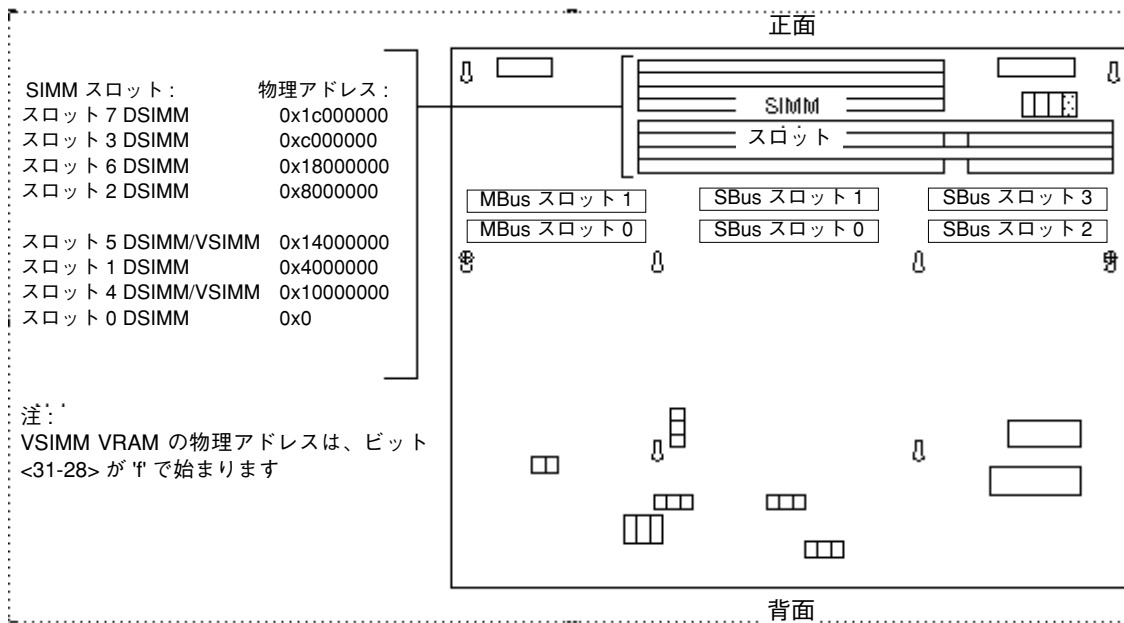 正面
SIMM スロット : 物理アドレス :
スロット 7 DSIMM 0x1c000000
スロット 3 DSIMM 0xc000000
スロット 6 DSIMM 0x18000000
スロット 2 DSIMM 0x8000000
スロット 5 DSIMM/VSIMM 0x14000000
スロット 1 DSIMM 0x4000000
スロット 4 DSIMM/VSIMM 0x10000000
スロット 0 DSIMM 0x0
注 :
VSIMM VRAM の物理アドレスは、ビット
<31-28> が 'f' で始まります
SIMM
スロット
MBus スロット 1 SBus スロット 1 SBus スロット 3
MBus スロット 0 SBus スロット 0 SBus スロット 2
背面